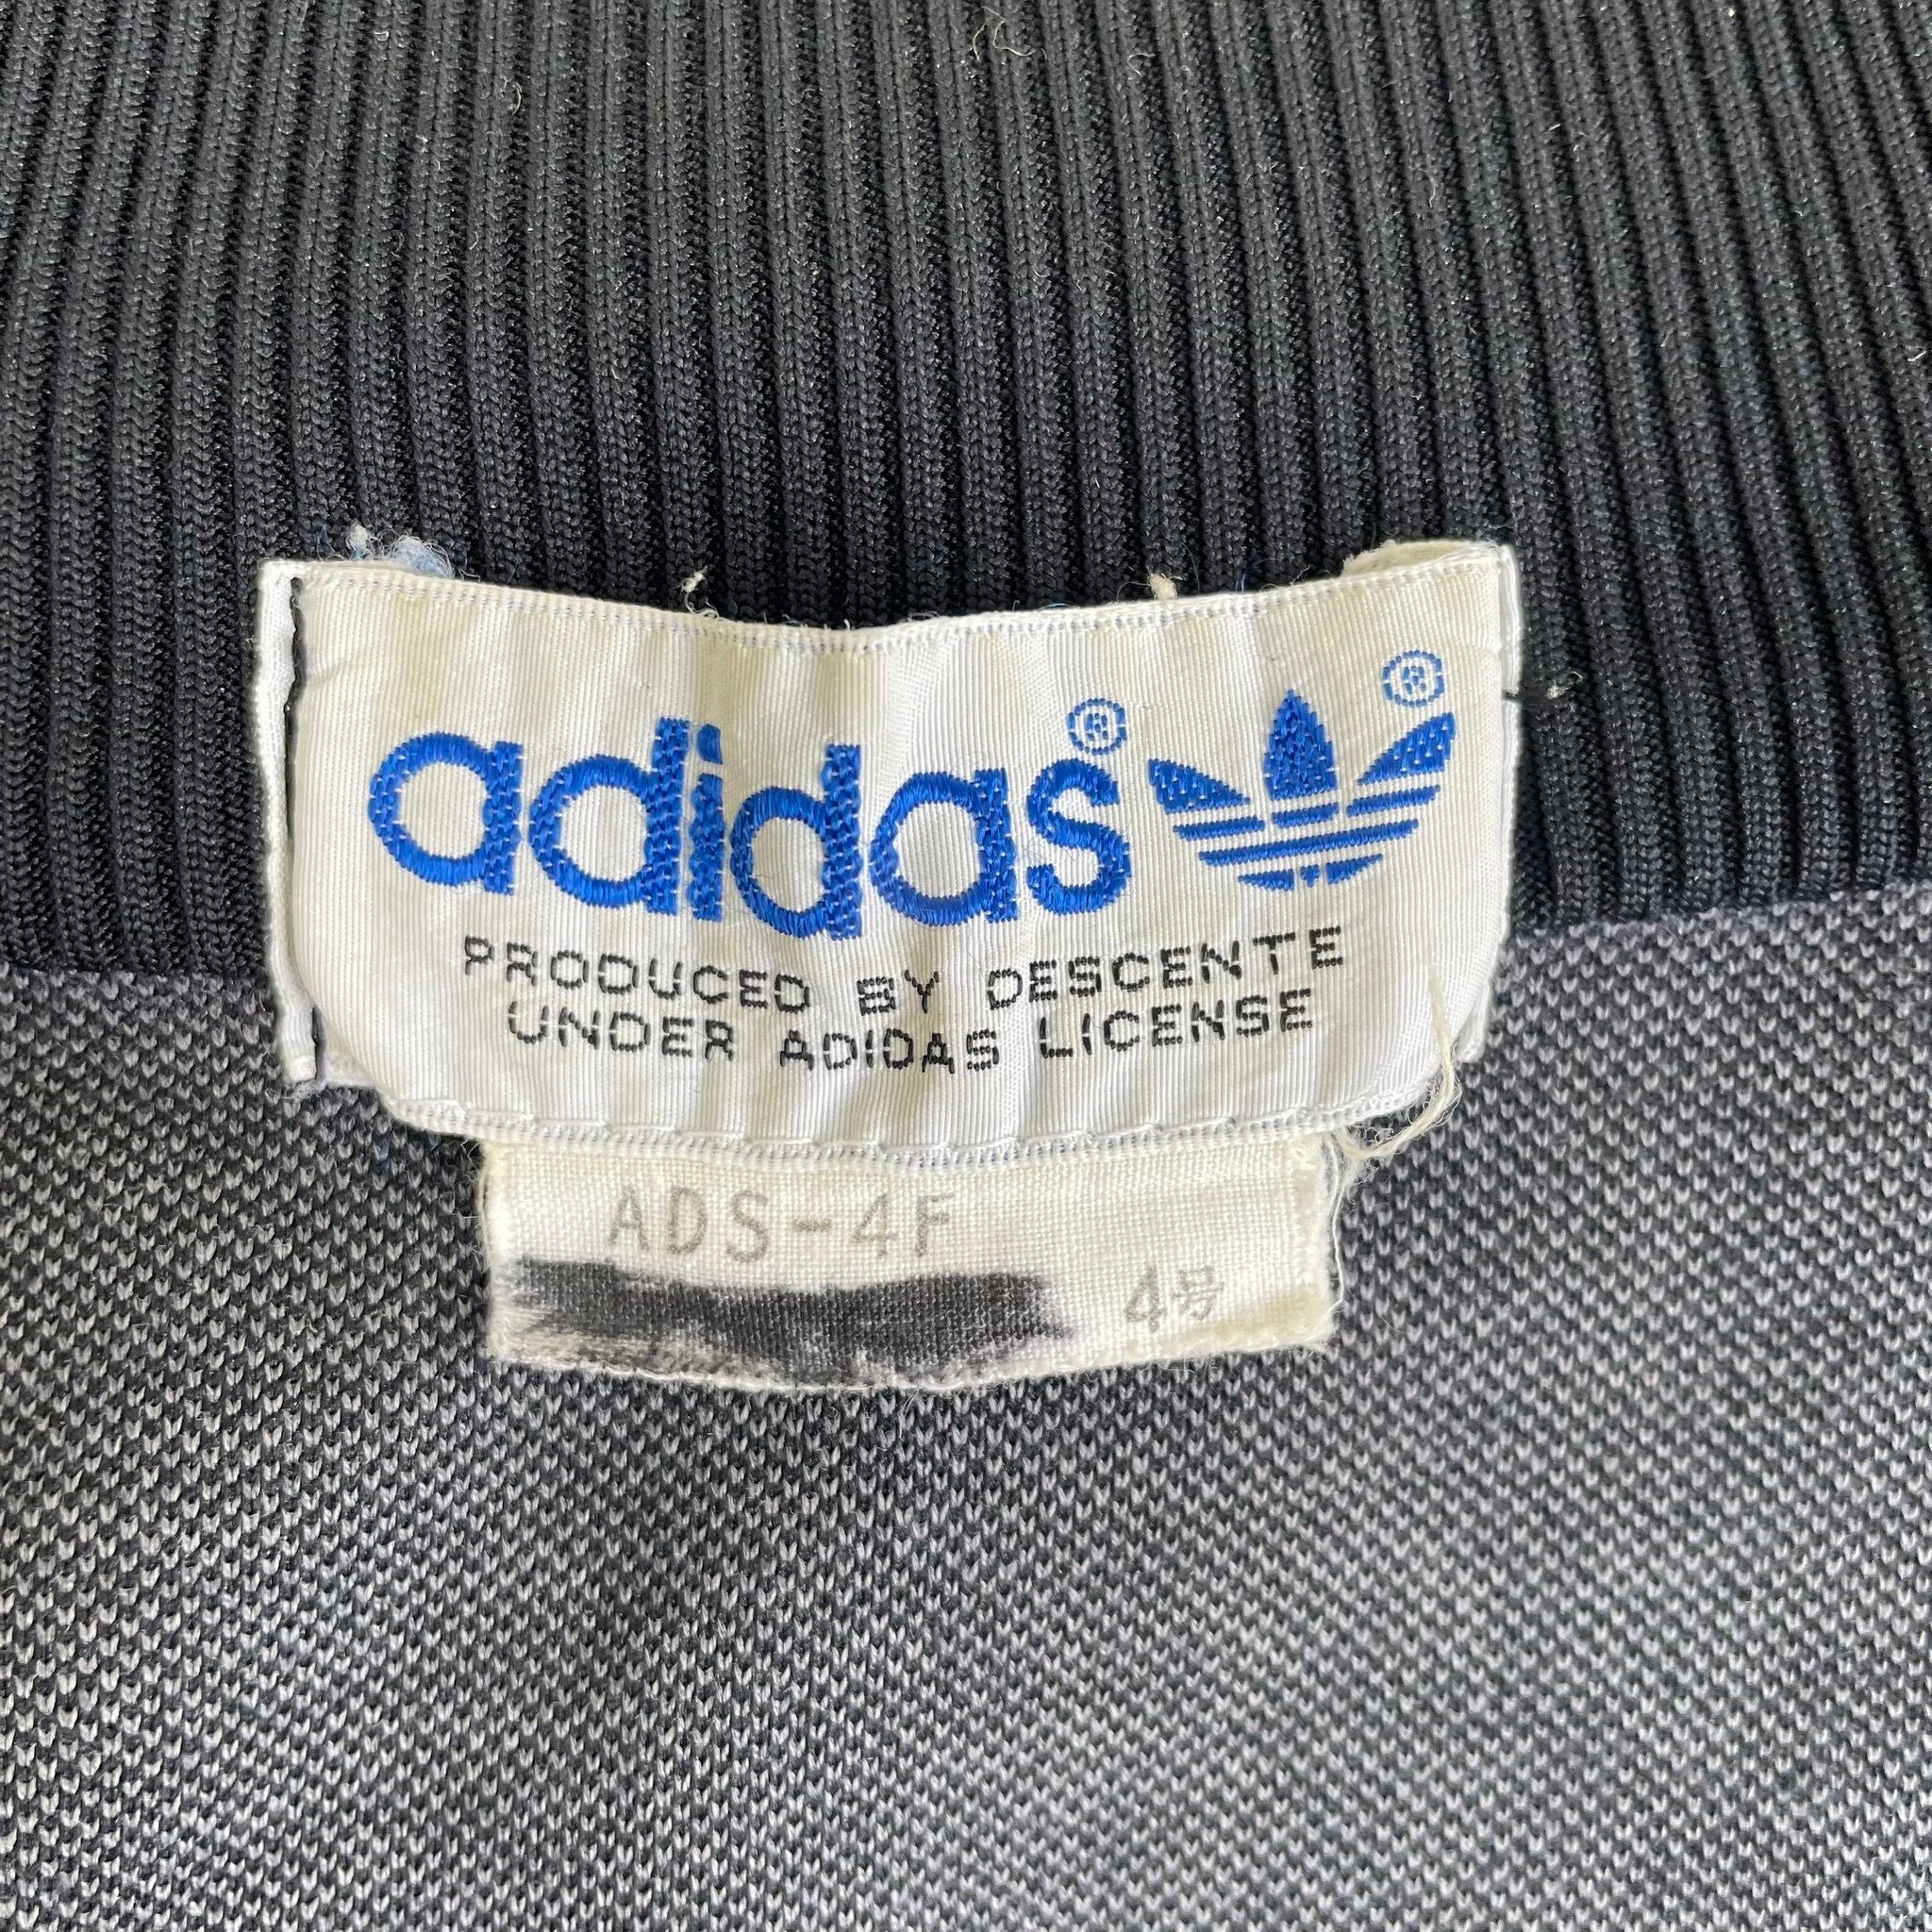 adidas®
®
PRODUCED BY DESCENTE
UNDER ADIDAS LICENSE
ADS-4F
4号